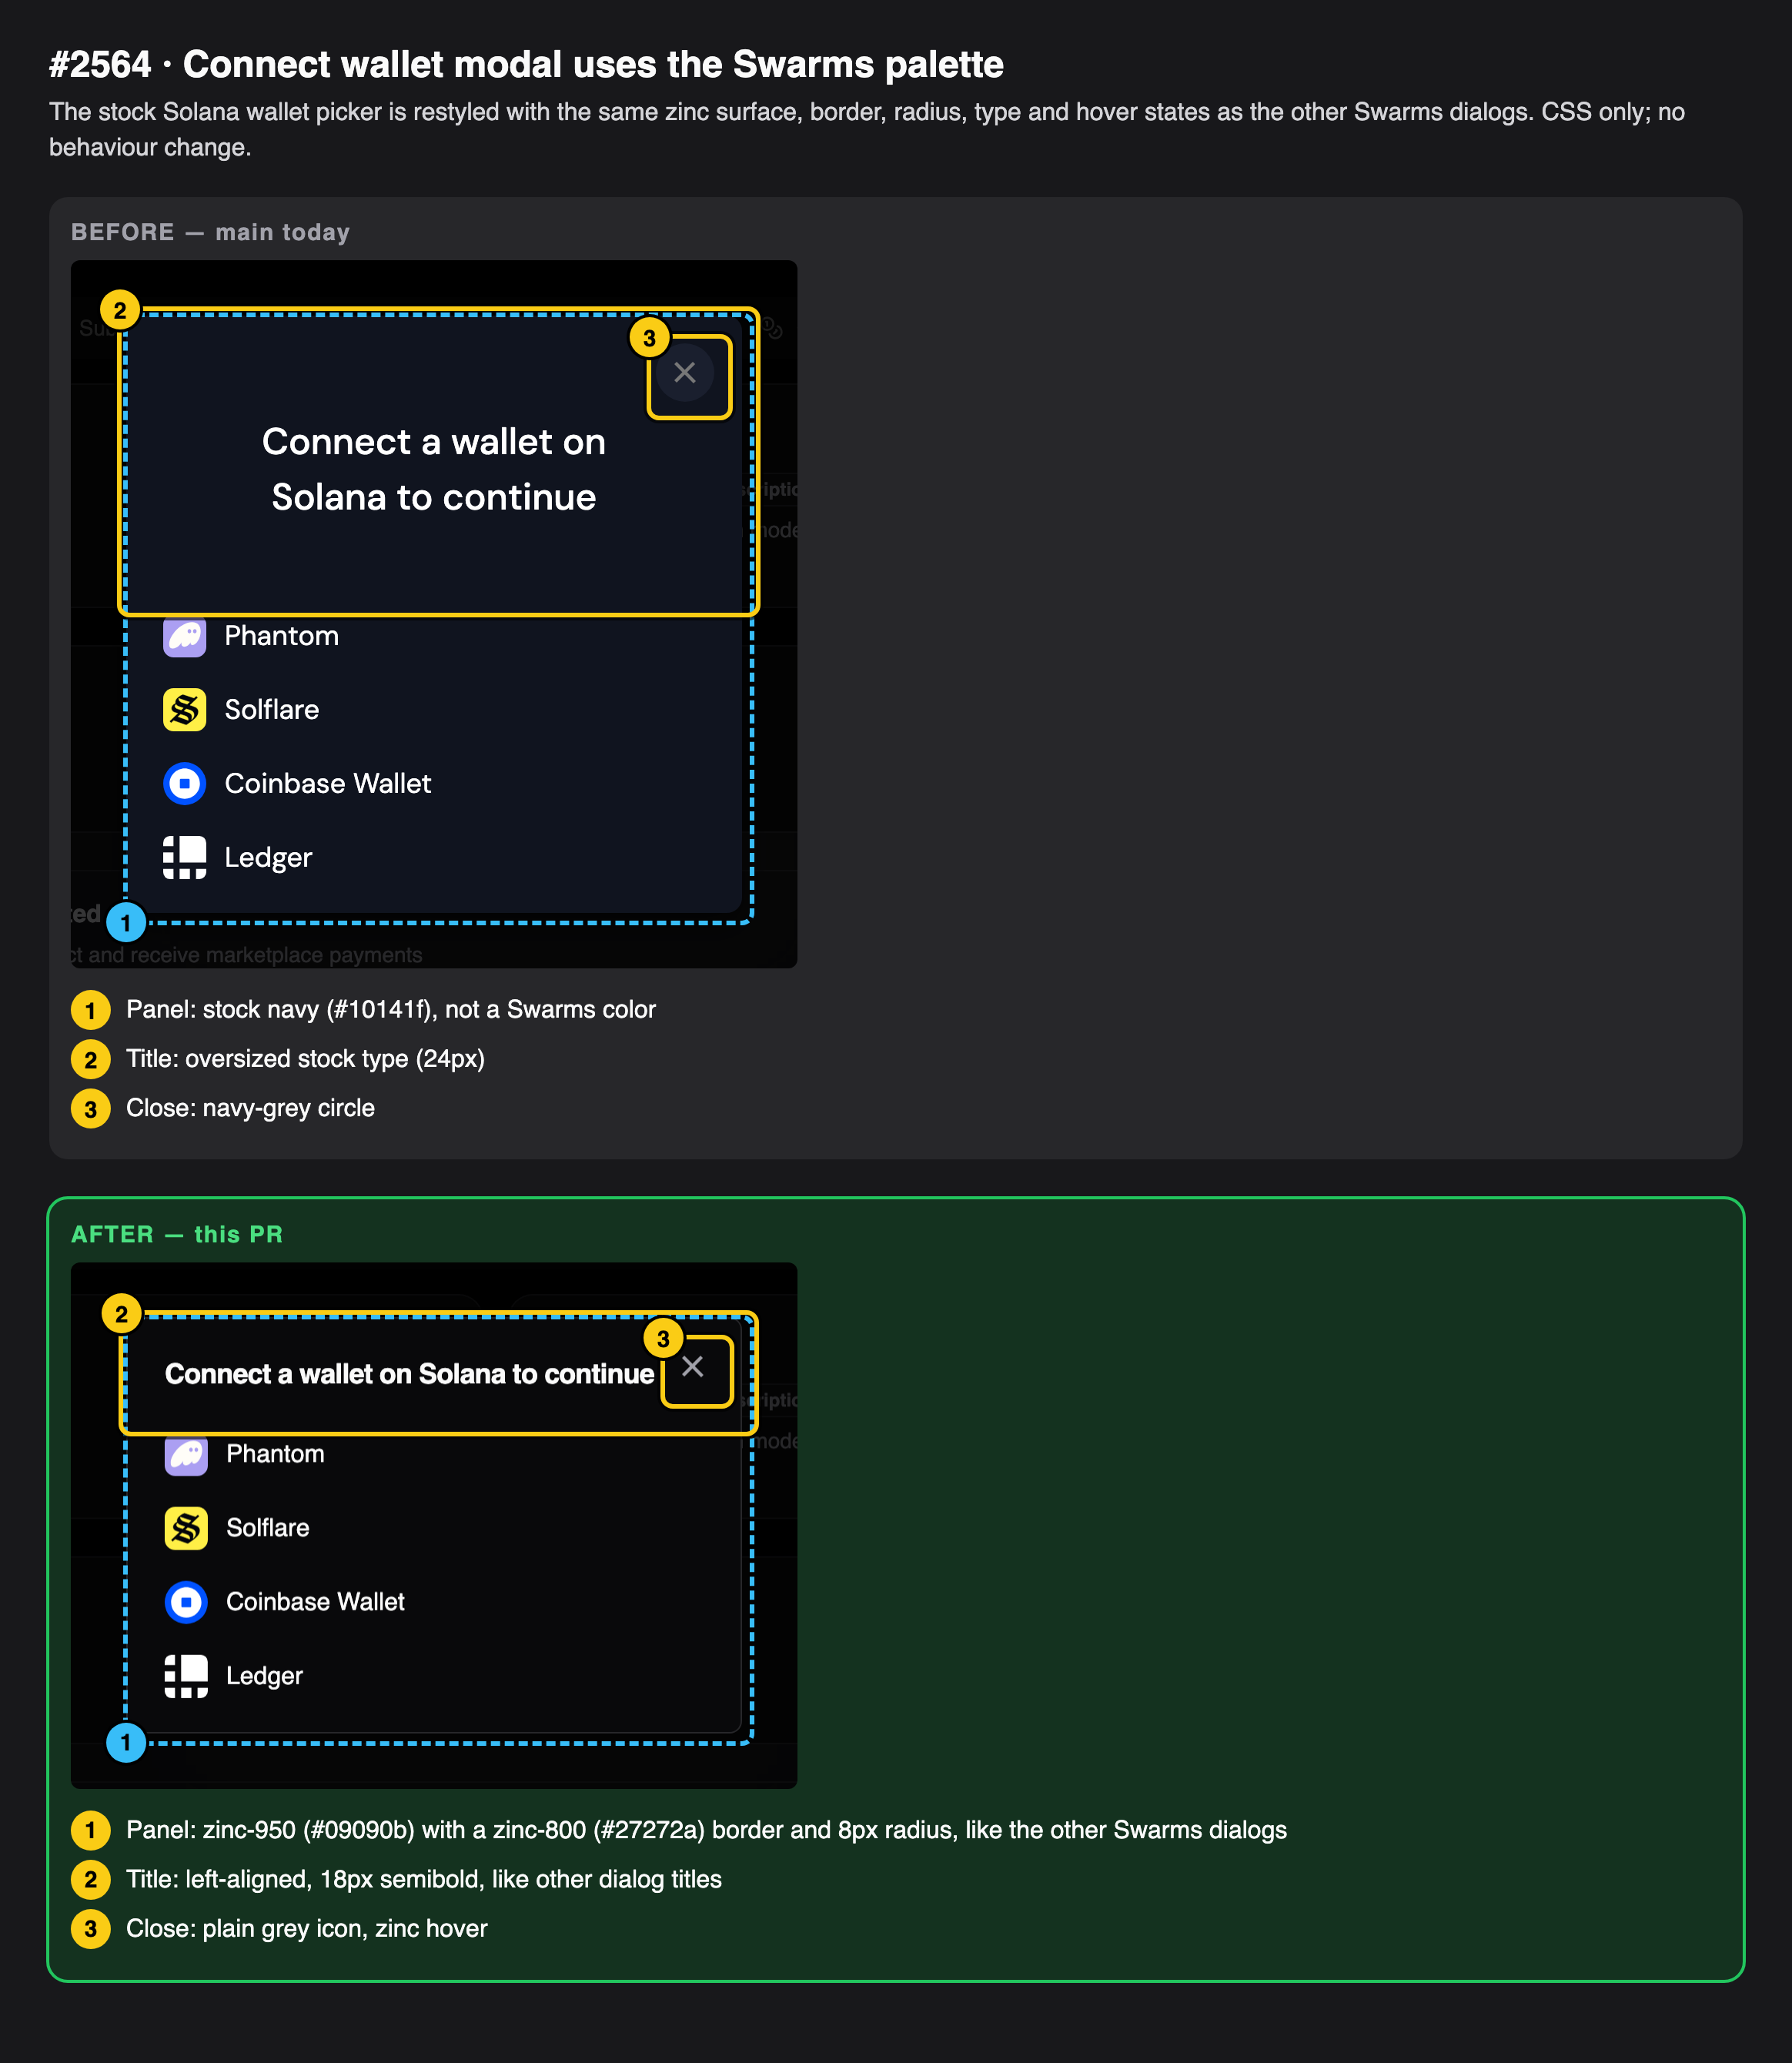 #2564 · Connect wallet modal uses the Swarms palette
The stock Solana wallet picker is restyled with the same zinc surface, border, radius, type and hover states as the other Swarms dialogs. CSS only; no
behaviour change.
BEFORE — main today
2
3
Connect a wallet on
Solana to continue
Phantom
Solflare
Coinbase Wallet
Ledger
1
ct and receive marketplace payments
1 Panel: stock navy (#10141f), not a Swarms color
2 Title: oversized stock type (24px)
3 Close: navy-grey circle
AFTER — this PR
2
3
Connect a wallet on Solana to continue
Phantom
Solflare
Coinbase Wallet
Ledger
1
1 Panel: zinc-950 (#09090b) with a zinc-800 (#27272a) border and 8px radius, like the other Swarms dialogs
2 Title: left-aligned, 18px semibold, like other dialog titles
3 Close: plain grey icon, zinc hover